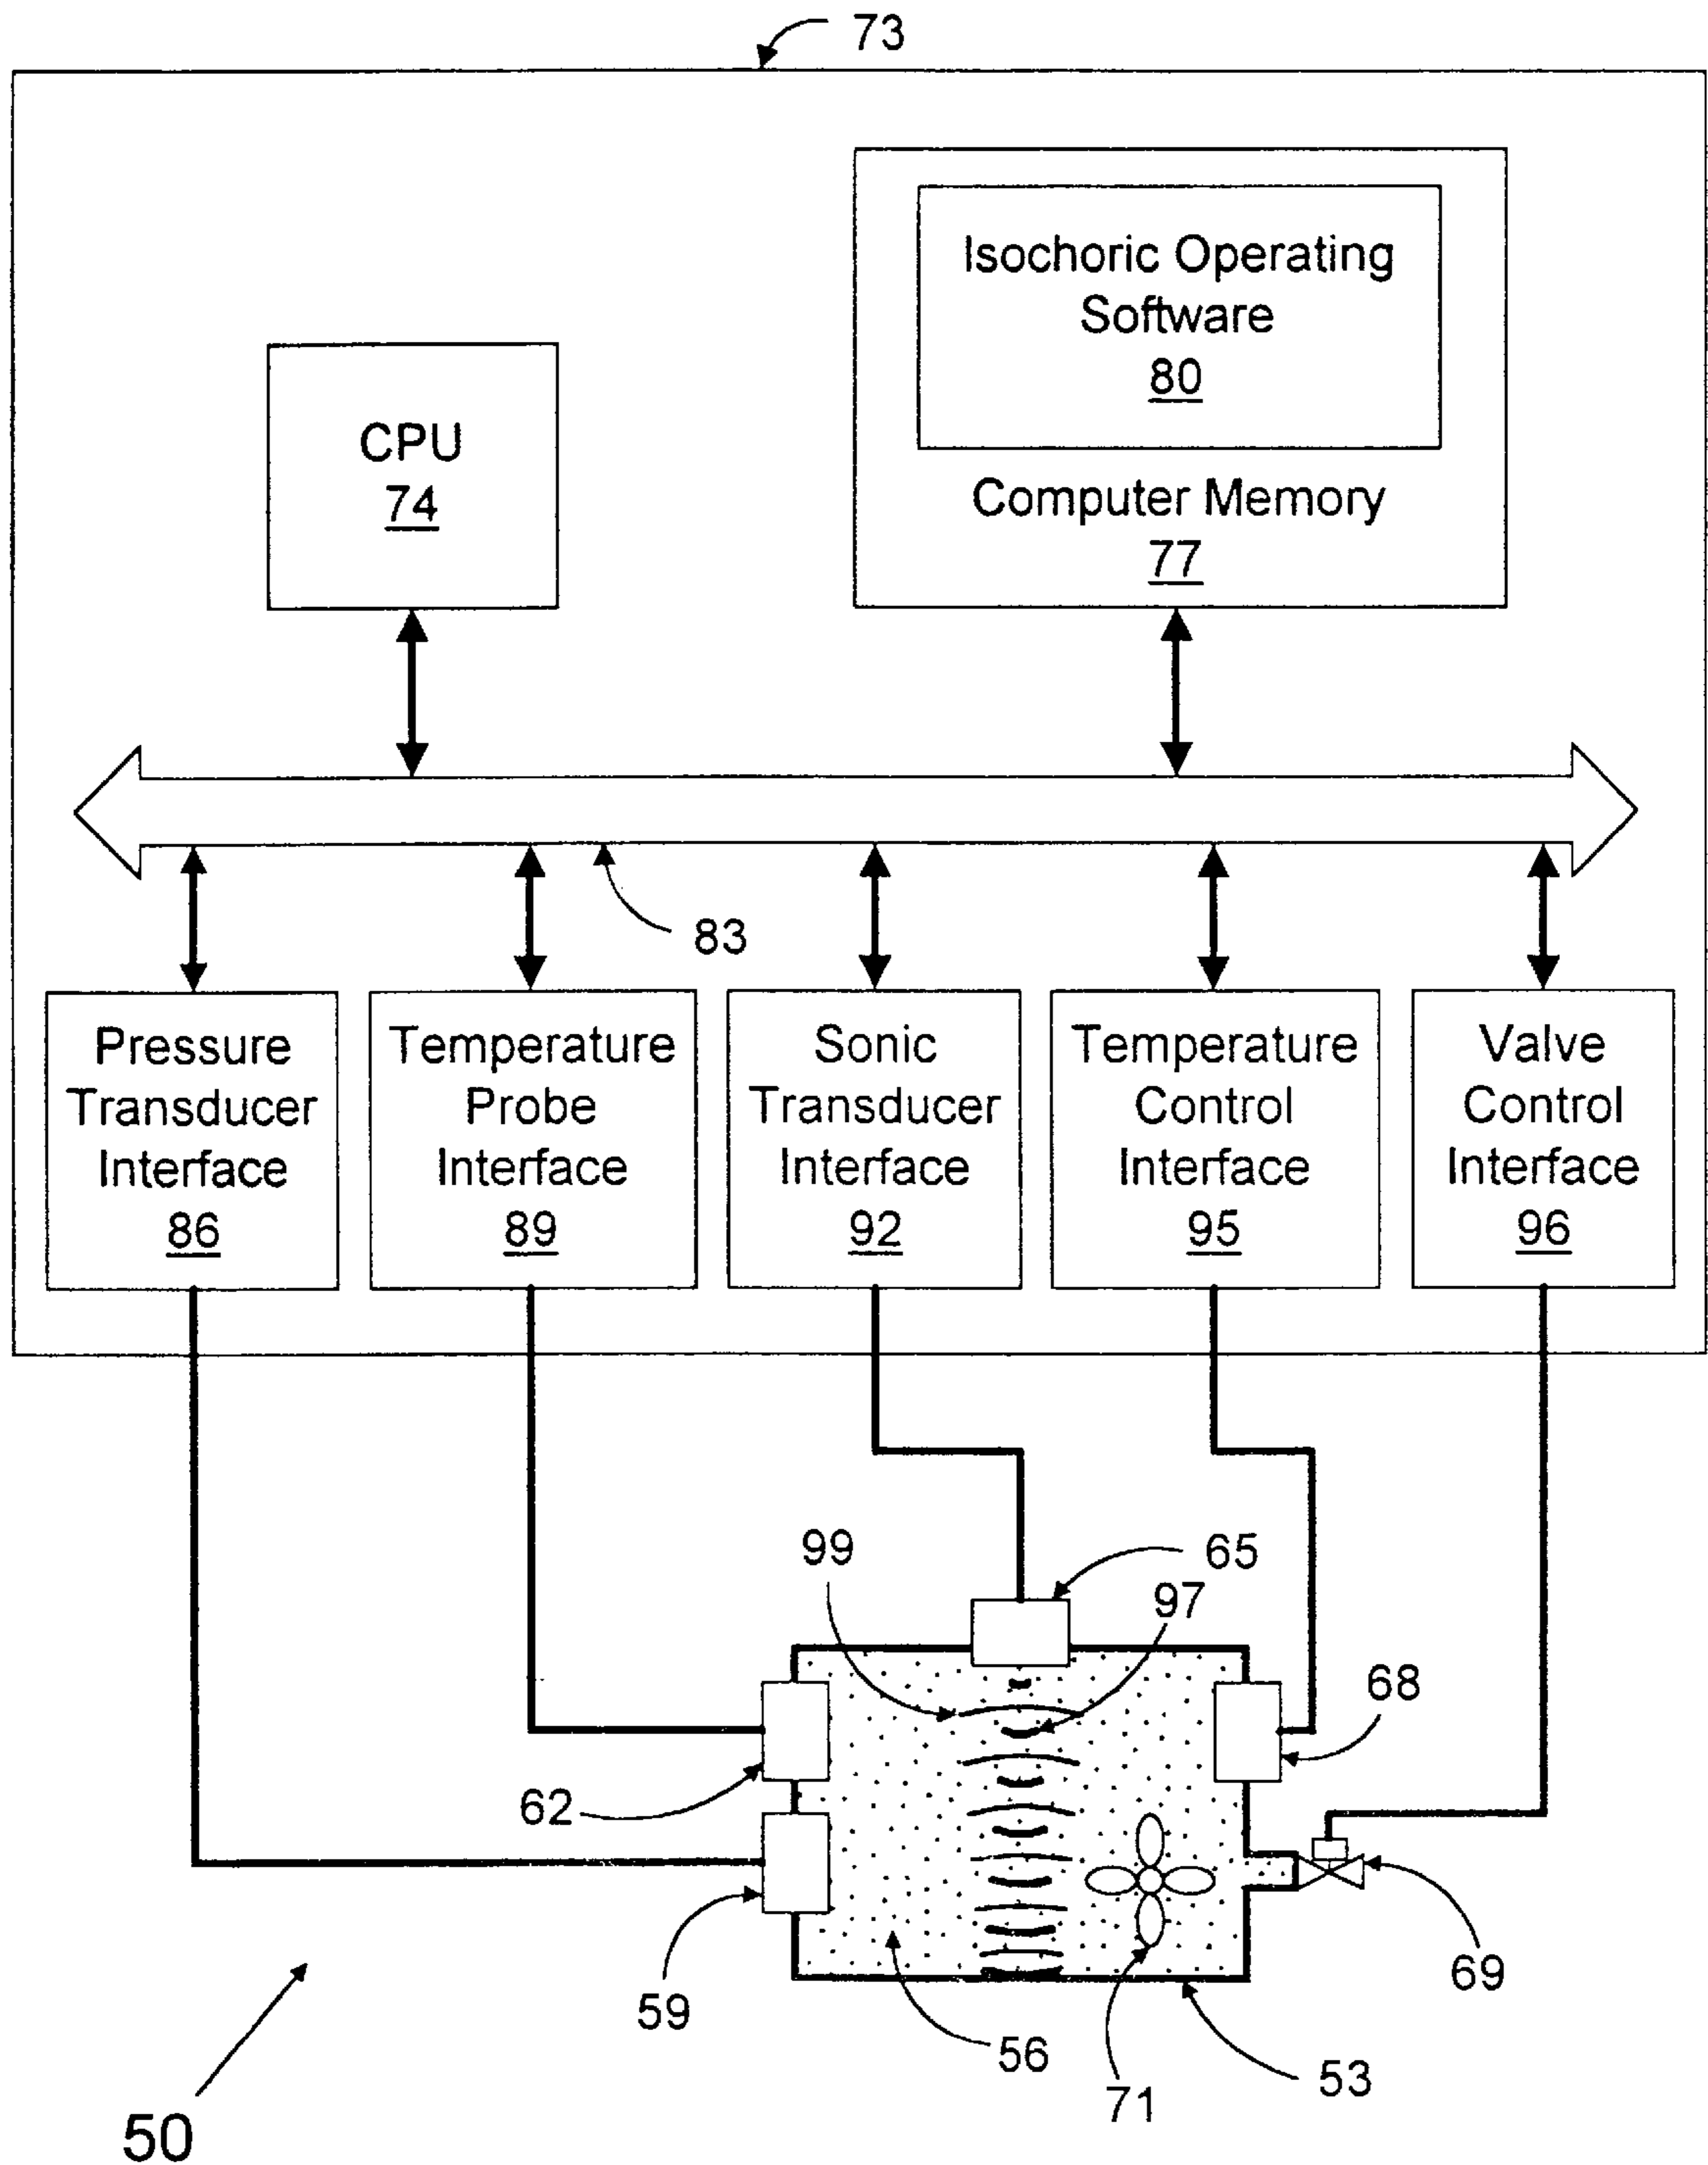 73
Isochoric Operating
Software
80
Computer Memory
77
CPU
74
83
Pressure
Transducer
Interface
86
Temperature
Probe
Interface
89
Sonic
Transducer
Interface
92
Temperature
Control
Interface
95
Valve
Control
Interface
96
99
65
97
68
62
59
56
71
53
69
50